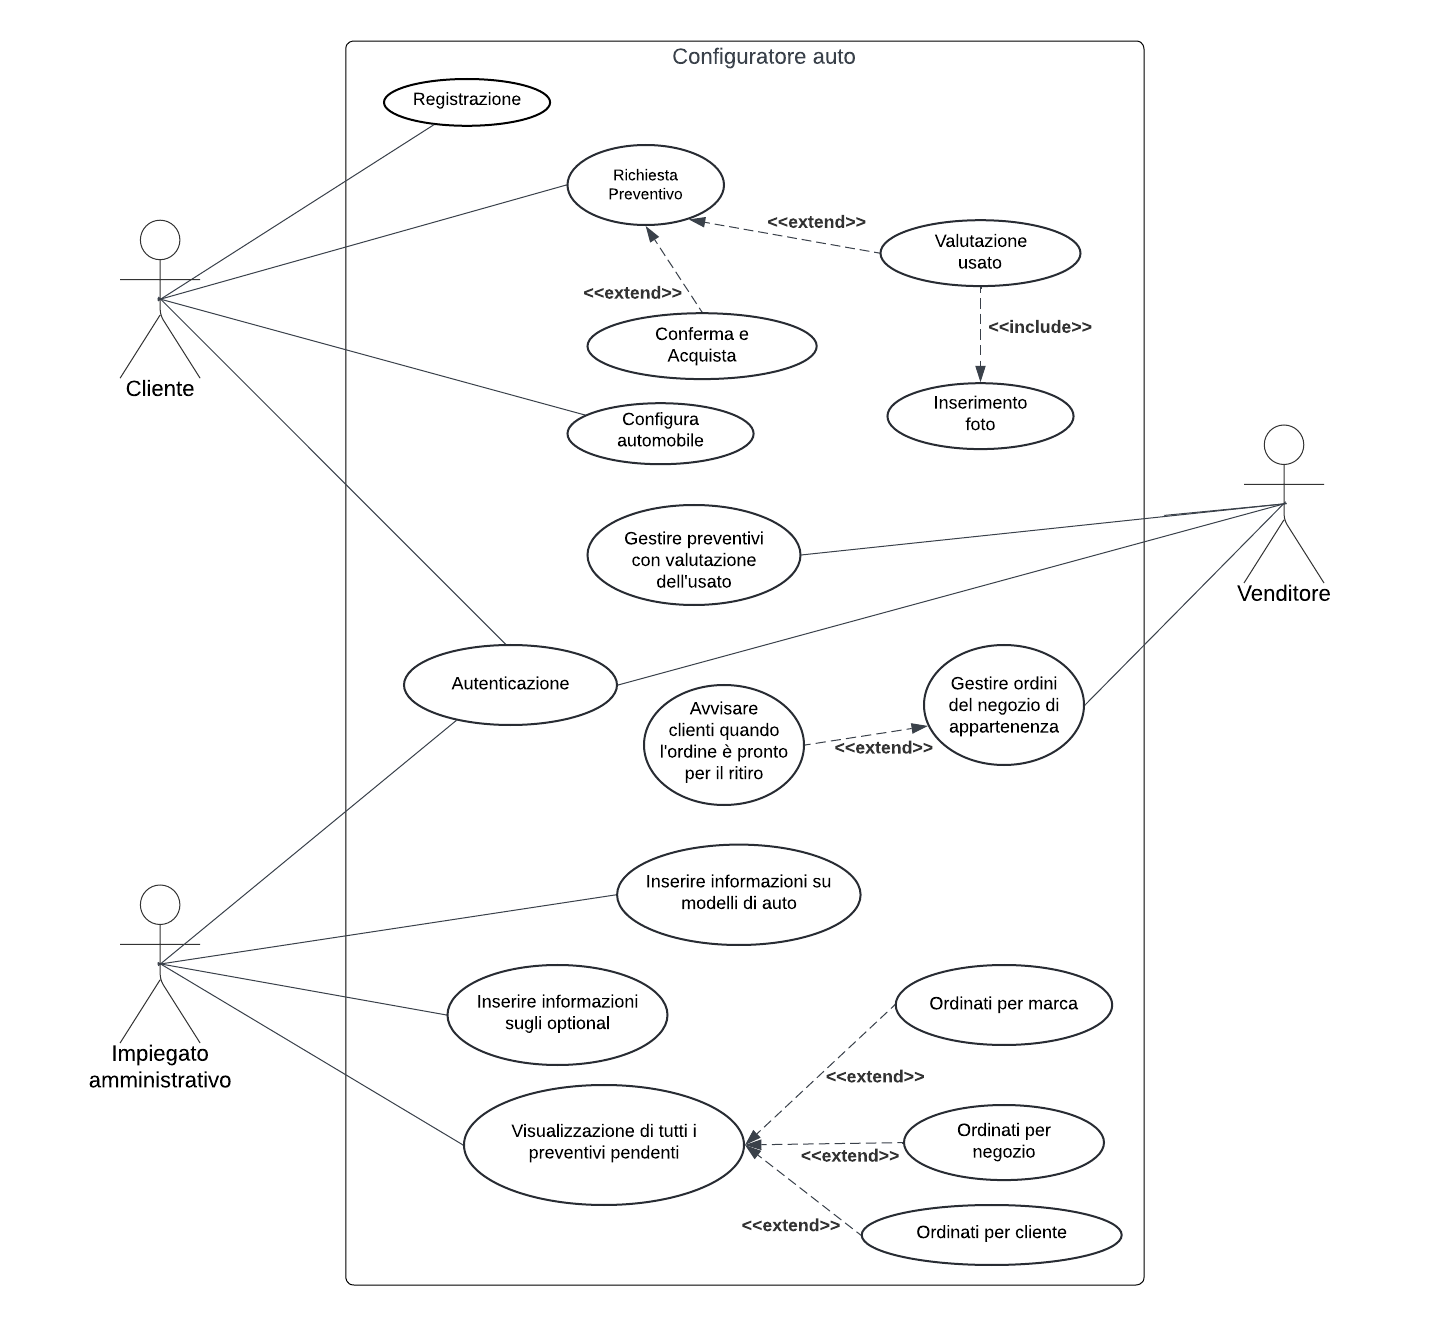 Configuratore auto
Registrazione
Richiesta
Preventivo
<<extend>>
Valutazione
usato
<<extend>>
<<include>>
Conferma e
Acquista
Cliente
Inserimento
foto
Configura
automobile
Gestire preventivi
con valutazione
dell'usato
Venditore
Autenticazione
Gestire ordini
del negozio di
appartenenza
Avvisare
clienti quando
l'ordine è pronto
per il ritiro
<<extend>>
Inserire informazioni su
modelli di auto
Impiegato
amministrativo
Inserire informazioni
sugli optional
Ordinati per marca
<<extend>>
Visualizzazione di tutti i
preventivi pendenti
Ordinati per
negozio
<<extend>>
<<extend>>
Ordinati per cliente